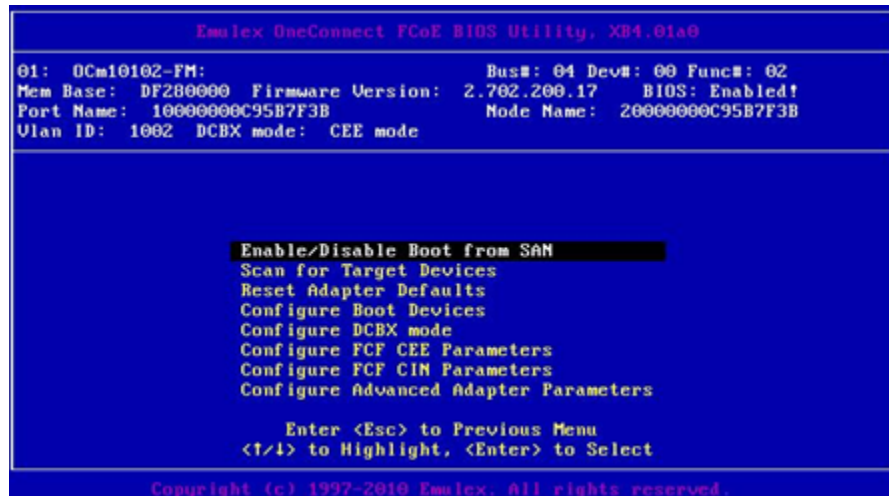 Emulex OneConnect FCoE BIOS Utility, XB4.01a0
01: OCm10102-FM: Bus#: 04 Dev#: 00 Func#: 02
Mem Base: DF280000 Firmware Version: 2.702.200.17 BIOS: Enabled!
Port Name: 10000000C95B7F3B Node Name: 20000000C95B7F3B
Vlan ID: 1002 DCBX mode: CEE mode
Enable/Disable Boot from SAN
Scan for Target Devices
Reset Adapter Defaults
Configure Boot Devices
Configure DCBX mode
Configure FCF CEE Parameters
Configure FCF CIN Parameters
Configure Advanced Adapter Parameters
Enter <Esc> to Previous Menu
<↑/↓> to Highlight, <Enter> to Select
Copyright (c) 1997-2010 Emulex. All rights reserved.